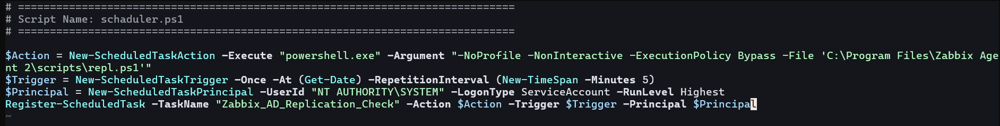 # ==============================================================================
# Script Name: schaduler.ps1
# ==============================================================================
$Action = New-ScheduledTaskAction -Execute "powershell.exe" -Argument "-NoProfile -NonInteractive -ExecutionPolicy Bypass -File 'C:\Program Files\Zabbix Age
nt 2\scripts\repl.ps1'"
$Trigger = New-ScheduledTaskTrigger -Once -At (Get-Date) -RepetitionInterval (New-TimeSpan -Minutes 5)
$Principal = New-ScheduledTaskPrincipal -UserId "NT AUTHORITY\SYSTEM" -LogonType ServiceAccount -RunLevel Highest
Register-ScheduledTask -TaskName "Zabbix_AD_Replication_Check" -Action $Action -Trigger $Trigger -Principal $Principal
~